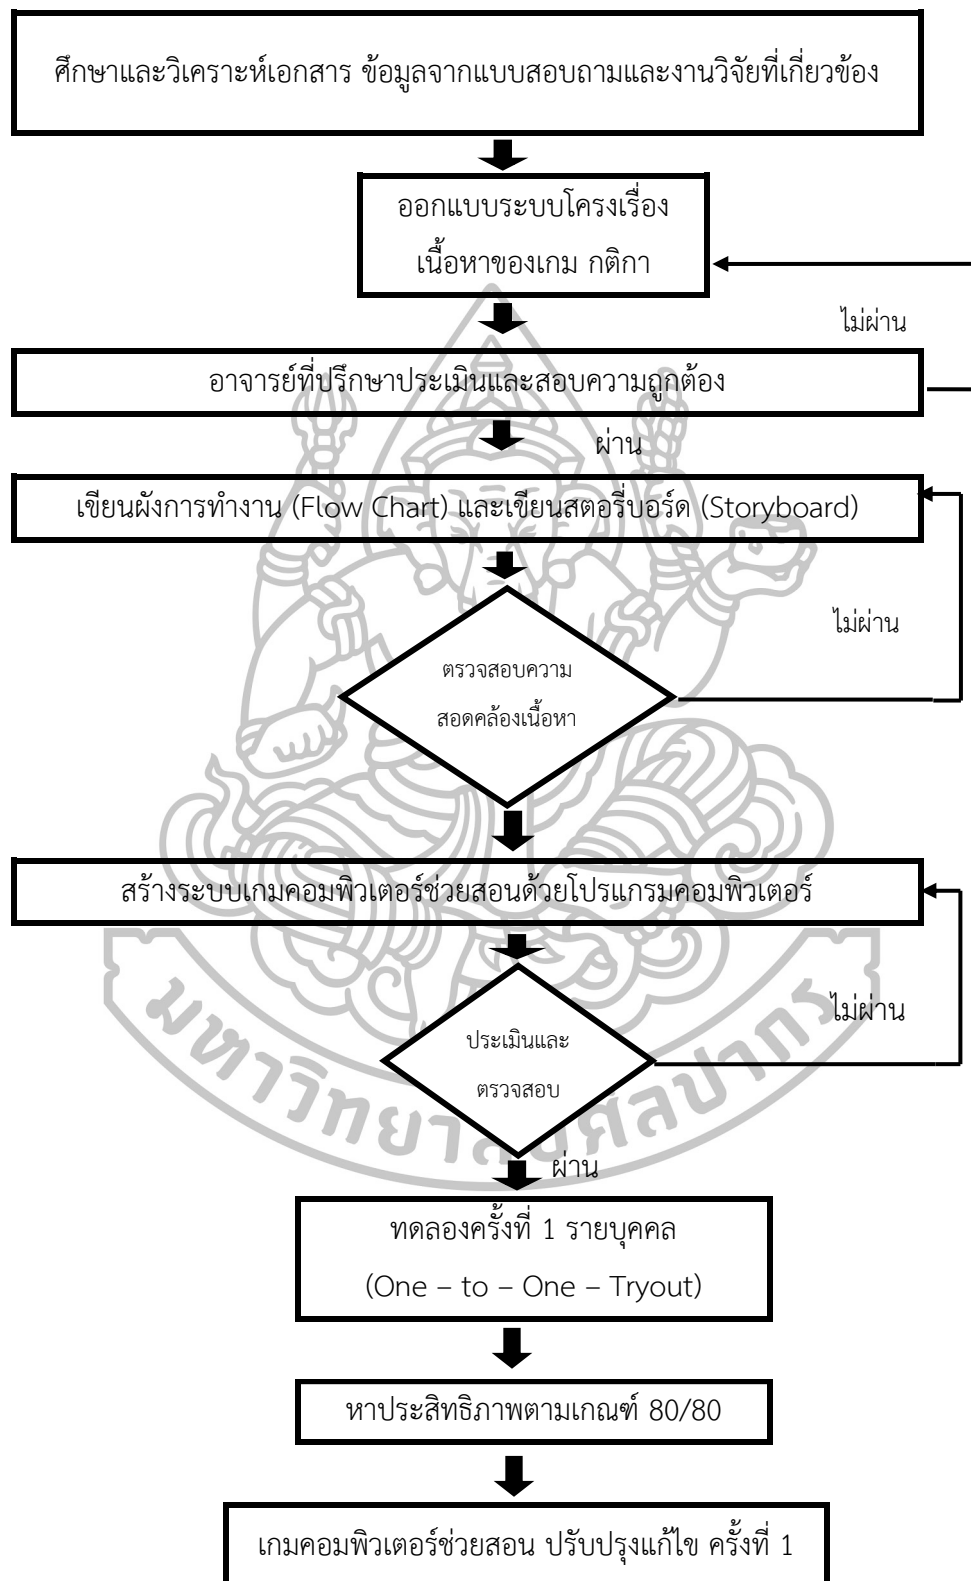 ศึกษาและวิเคราะห์เอกสาร ข้อมูลจากแบบสอบถามและงานวิจัยที่เกี่ยวข้อง
ออกแบบระบบโครงเรื่อง
เนื้อหาของเกม กติกา
ไม่ผ่าน
อาจารย์ที่ปรึกษาประเมินและสอบความถูกต้อง
ผ่าน
เขียนผังการทำงาน (Flow Chart) และเขียนสตอรี่บอร์ด (Storyboard)
ไม่ผ่าน
ตรวจสอบความ
สอดคล้องเนื้อหา
สร้างระบบเกมคอมพิวเตอร์ช่วยสอนด้วยโปรแกรมคอมพิวเตอร์
ไม่ผ่าน
ประเมินและ
ตรวจสอบ
มหาวิทยาลัยศิลปากร
ผ่าน
ทดลองครั้งที่ 1 รายบุคคล
(One – to – One – Tryout)
หาประสิทธิภาพตามเกณฑ์ 80/80
เกมคอมพิวเตอร์ช่วยสอน ปรับปรุงแก้ไข ครั้งที่ 1